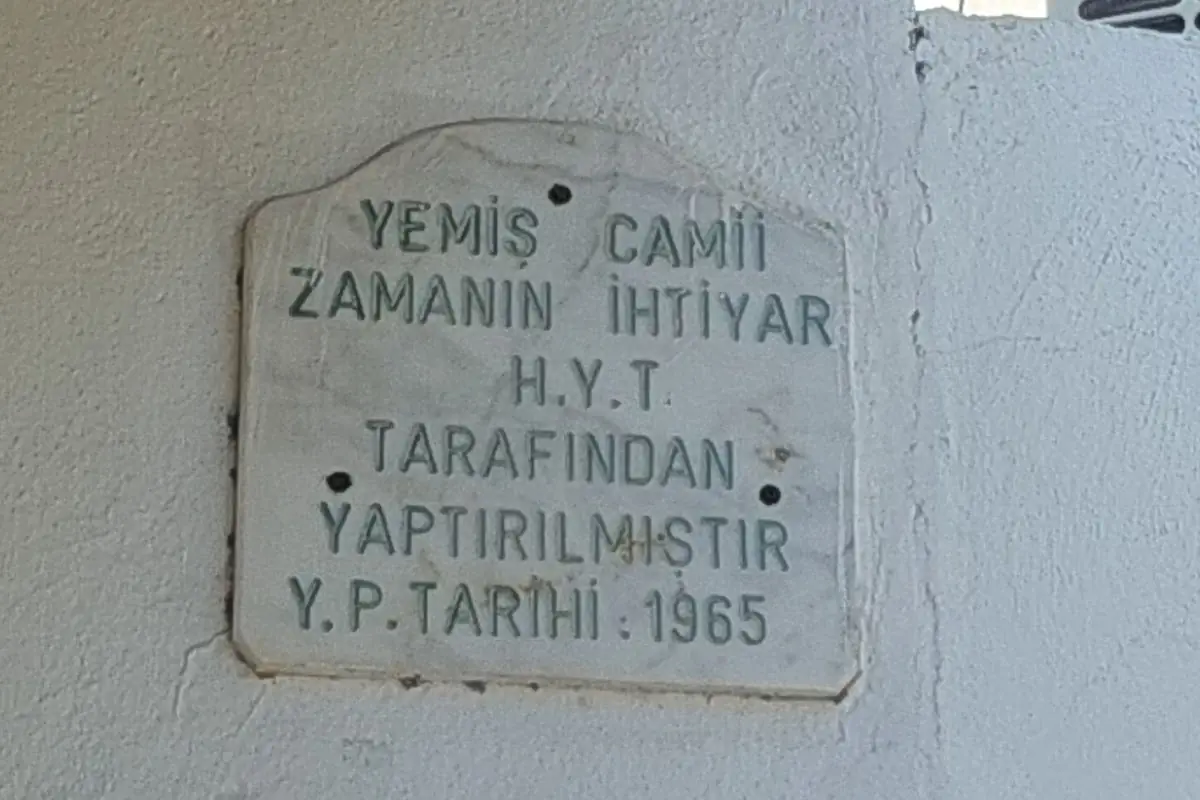 YEMİŞ CAMİİ
ZAMANIN İHTİYAR
H.Y.T.
TARAFINDAN
YAPTIRILMIŞTIR
Y.P.TARİHİ : 1965